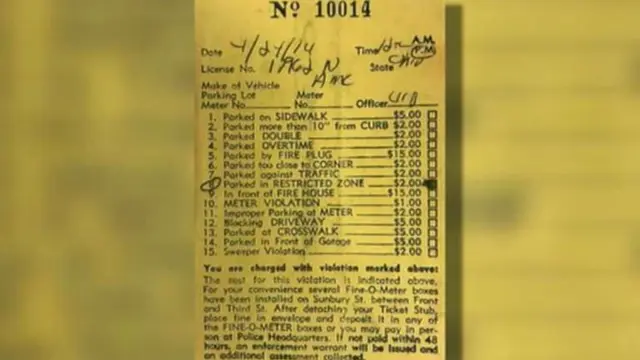 Nº 10014
Date 4/24/74 Time 12 A.M. (P.M)
License No. State Ohio
AMC
Make of Vehicle
Parking Lot Meter
Meter No. No. Officer
1. Parked on SIDEWALK $5.00
2. Parked more than 10" from CURB $2.00
3. Parked DOUBLE $2.00
4. Parked OVERTIME $2.00
5. Parked by FIRE PLUG $15.00
6. Parked too close to CORNER $2.00
7. Parked against TRAFFIC $2.00
8. Parked in RESTRICTED ZONE $2.00
9. In front of FIRE HOUSE $15.00
10. METER VIOLATION $1.00
11. Improper Parking at METER $2.00
12. Blocking DRIVEWAY $5.00
13. Parked at CROSSWALK $5.00
14. Parked in Front of Garage $5.00
15. Sweeper Violation $2.00
You are charged with violation marked above:
The cost for this violation is indicated above.
For your convenience several Fine-O-Meter boxes
have been installed on Sunbury St. between Front
and Third St. After detaching your Ticket Stub,
place fine in envelope and deposit it in any of
the FINE-O-METER boxes or you may pay in per-
son at Police Headquarters. If not paid within 48
hours, an enforcement warrant will be issued and
an additional assessment collected.